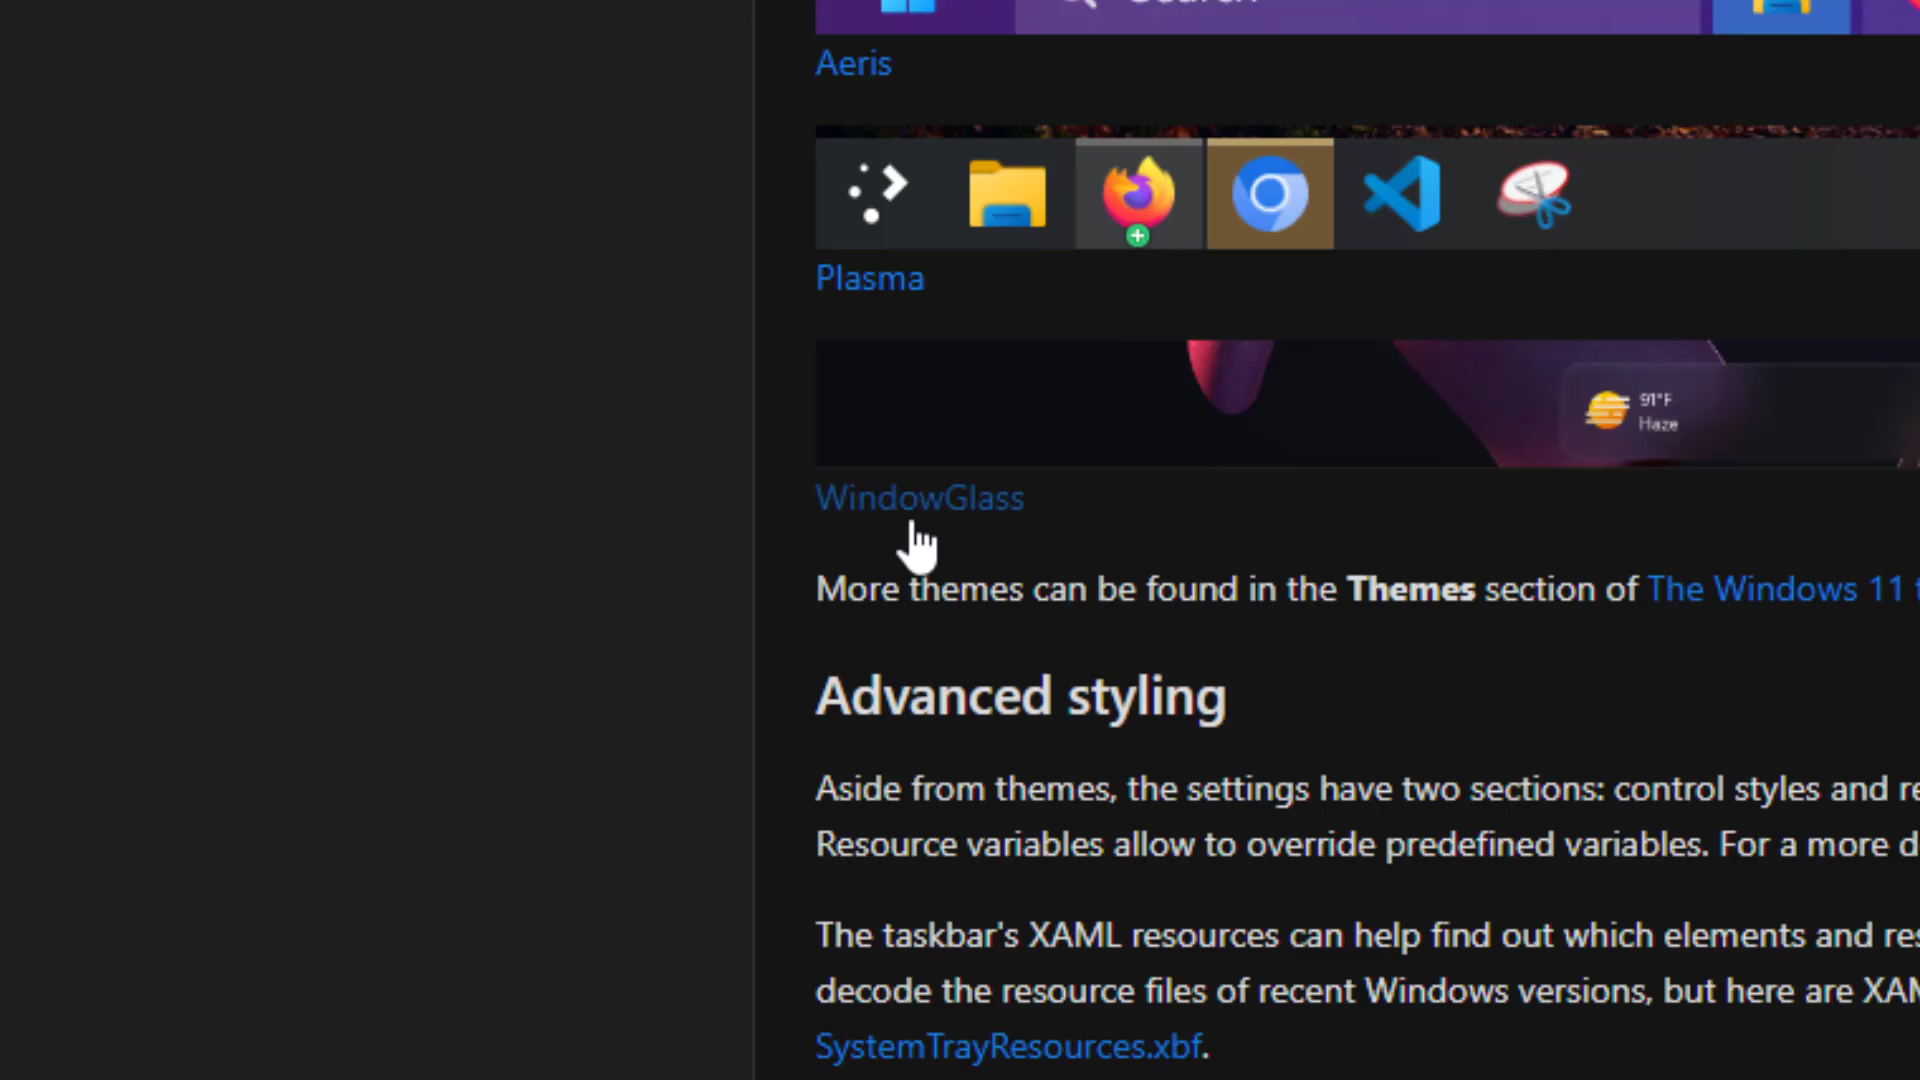 Search
Aeris
Plasma
91°F
Haze
WindowGlass
More themes can be found in the Themes section of The Windows 11
Advanced styling
Aside from themes, the settings have two sections: control styles and
Resource variables allow to override predefined variables. For a more
The taskbar's XAML resources can help find out which elements and
decode the resource files of recent Windows versions, but here are
SystemTrayResources.xbf.